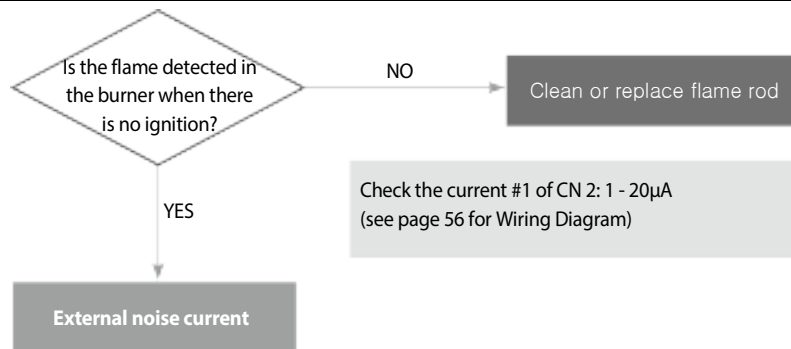 Is the flame detected in
the burner when there
is no ignition?
NO
Clean or replace flame rod
Check the current #1 of CN 2: 1 - 20µA
(see page 56 for Wiring Diagram)
YES
External noise current